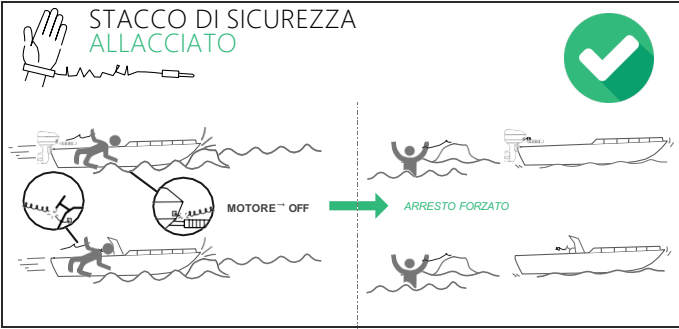 STACCO DI SICUREZZA
ALLACCIATO
MOTORE→ OFF
ARRESTO FORZATO